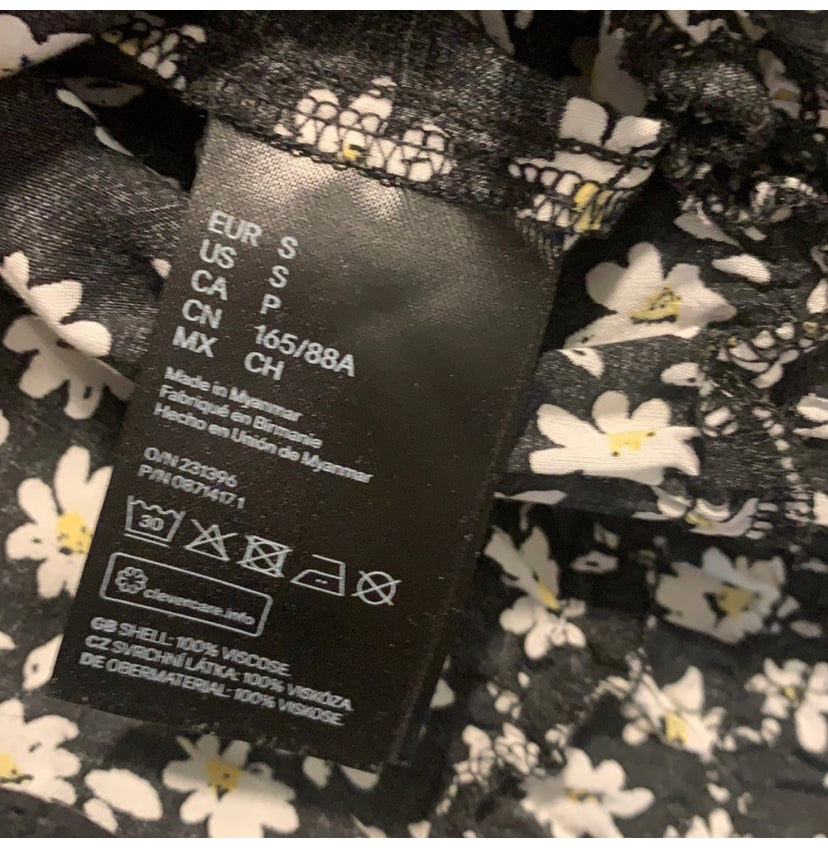 EUR S
US S
CA P
CN 165/88A
MX CH
Made in Myanmar
Fabriqué en Birmanie
Hecho en Unión de Myanmar
O/N 231396
P/N 0871417.1
30
clevercare.info
GB SHELL: 100% VISCOSE.
CZ SVRCHNÍ LÁTKA: 100% VISKÓZA.
DE OBERMATERIAL: 100% VISKOSE.